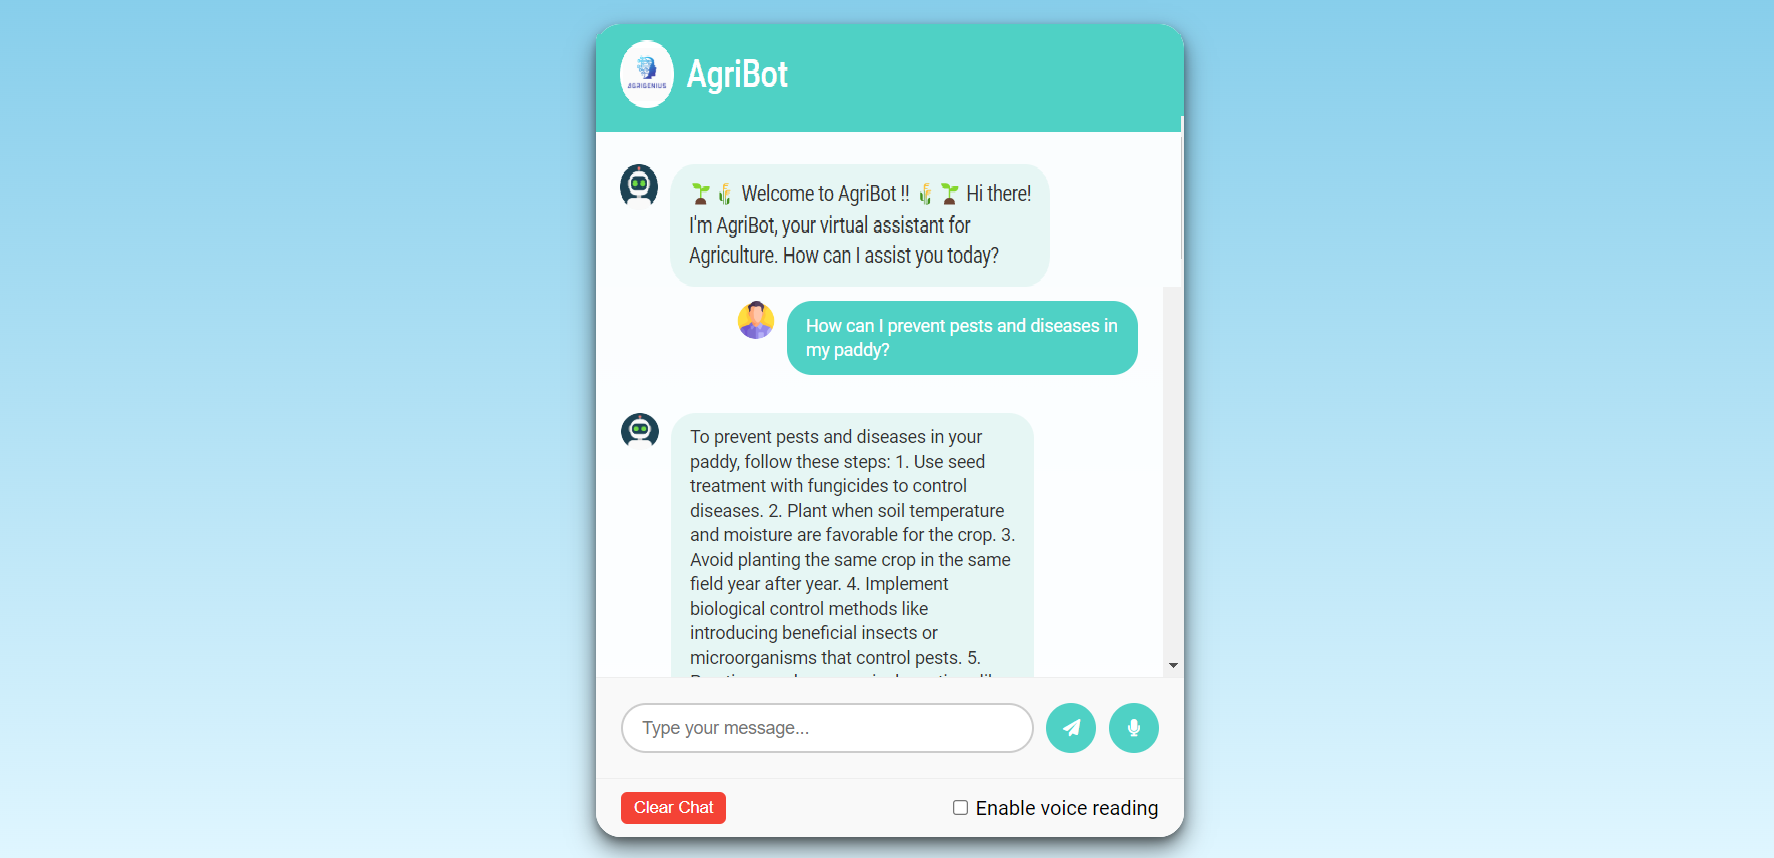 AGRIGENIUS
AgriBot
🌱🌾 Welcome to AgriBot !! 🌾🌱 Hi there!
I'm AgriBot, your virtual assistant for
Agriculture. How can I assist you today?
How can I prevent pests and diseases in
my paddy?
To prevent pests and diseases in your
paddy, follow these steps: 1. Use seed
treatment with fungicides to control
diseases. 2. Plant when soil temperature
and moisture are favorable for the crop. 3.
Avoid planting the same crop in the same
field year after year. 4. Implement
biological control methods like
introducing beneficial insects or
microorganisms that control pests. 5.
Type your message...
Clear Chat
Enable voice reading